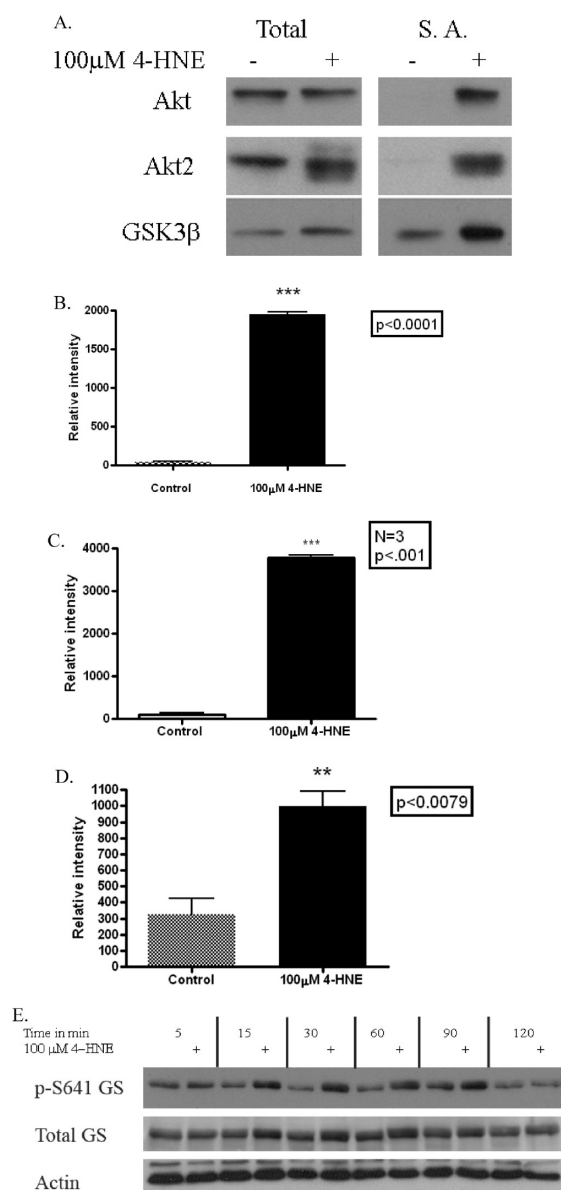 A.
Total S. A.
100µM 4-HNE - + - +
Akt
Akt2
GSK3β
B.
***
p<0.0001
Relative intensity
2000
1500
1000
500
0
Control 100µM 4-HNE
C.
***
N=3
p<.001
Relative intensity
4000
3000
2000
1000
0
Control 100µM 4-HNE
D.
**
p<0.0079
Relative intensity
1100
1000
900
800
700
600
500
400
300
200
100
0
Control 100µM 4-HNE
E.
Time in min 5 15 30 60 90 120
100 µM 4-HNE + + + + + +
p-S641 GS
Total GS
Actin